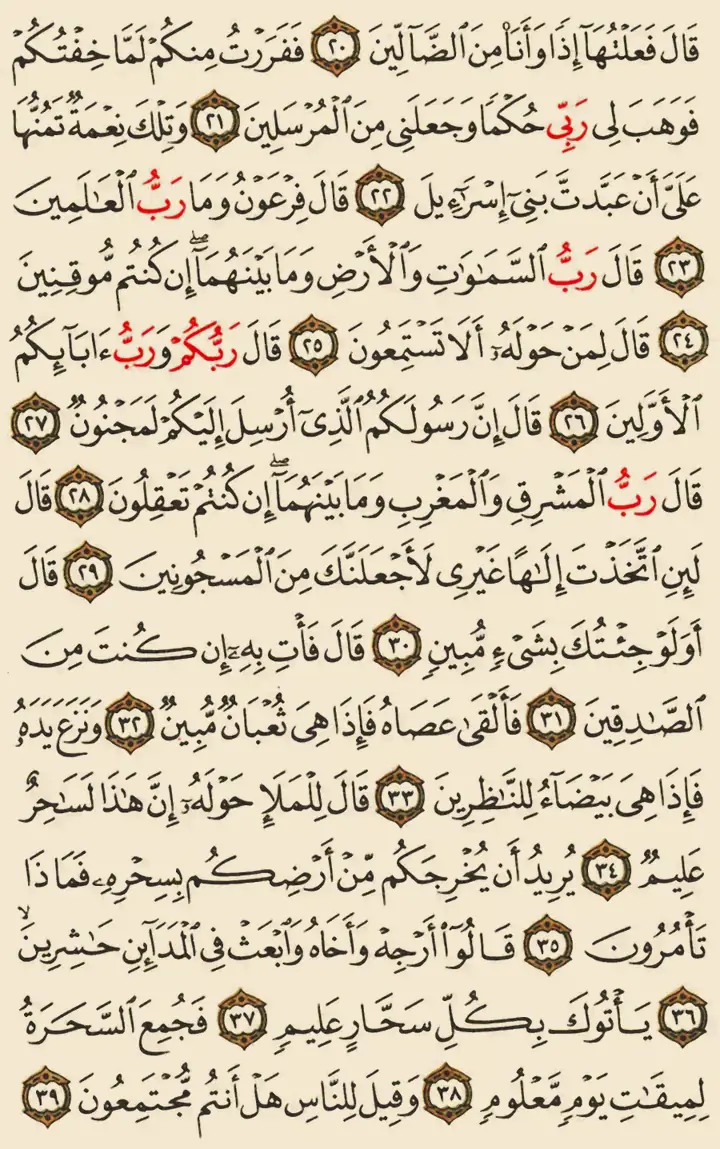 قَالَ فَعَلْتُهَآ إِذًا وَأَنَا۠ مِنَ ٱلضَّآلِّينَ ٢٠ فَفَرَرْتُ مِنكُمْ لَمَّا خِفْتُكُمْ
فَوَهَبَ لِى رَبِّى حُكْمًا وَجَعَلَنِى مِنَ ٱلْمُرْسَلِينَ ٢١ وَتِلْكَ نِعْمَةٌ تَمُنُّهَا
عَلَىَّ أَنْ عَبَّدتَّ بَنِىٓ إِسْرَٰٓءِيلَ ٢٢ قَالَ فِرْعَوْنُ وَمَا رَبُّ ٱلْعَٰلَمِينَ
٢٣ قَالَ رَبُّ ٱلسَّمَٰوَٰتِ وَٱلْأَرْضِ وَمَا بَيْنَهُمَآ ۖ إِن كُنتُم مُّوقِنِينَ
٢٤ قَالَ لِمَنْ حَوْلَهُۥٓ أَلَا تَسْتَمِعُونَ ٢٥ قَالَ رَبُّكُمْ وَرَبُّ ءَابَآئِكُمُ
ٱلْأَوَّلِينَ ٢٦ قَالَ إِنَّ رَسُولَكُمُ ٱلَّذِىٓ أُرْسِلَ إِلَيْكُمْ لَمَجْنُونٌ ٢٧
قَالَ رَبُّ ٱلْمَشْرِقِ وَٱلْمَغْرِبِ وَمَا بَيْنَهُمَآ ۖ إِن كُنتُمْ تَعْقِلُونَ ٢٨ قَالَ
لَئِنِ ٱتَّخَذْتَ إِلَٰهًا غَيْرِى لَأَجْعَلَنَّكَ مِنَ ٱلْمَسْجُونِينَ ٢٩ قَالَ
أَوَلَوْ جِئْتُكَ بِشَىْءٍ مُّبِينٍ ٣٠ قَالَ فَأْتِ بِهِۦٓ إِن كُنتَ مِنَ
ٱلصَّٰدِقِينَ ٣١ فَأَلْقَىٰ عَصَاهُ فَإِذَا هِىَ ثُعْبَانٌ مُّبِينٌ ٣٢ وَنَزَعَ يَدَهُۥ
فَإِذَا هِىَ بَيْضَآءُ لِلنَّٰظِرِينَ ٣٣ قَالَ لِلْمَلَإِ حَوْلَهُۥٓ إِنَّ هَٰذَا لَسَٰحِرٌ
عَلِيمٌ ٣٤ يُرِيدُ أَن يُخْرِجَكُم مِّنْ أَرْضِكُم بِسِحْرِهِۦ فَمَاذَا
تَأْمُرُونَ ٣٥ قَالُوٓا۟ أَرْجِهْ وَأَخَاهُ وَٱبْعَثْ فِى ٱلْمَدَآئِنِ حَٰشِرِينَ ۙ
٣٦ يَأْتُوكَ بِكُلِّ سَحَّارٍ عَلِيمٍ ٣٧ فَجُمِعَ ٱلسَّحَرَةُ
لِمِيقَٰتِ يَوْمٍ مَّعْلُومٍ ٣٨ وَقِيلَ لِلنَّاسِ هَلْ أَنتُم مُّجْتَمِعُونَ ٣٩